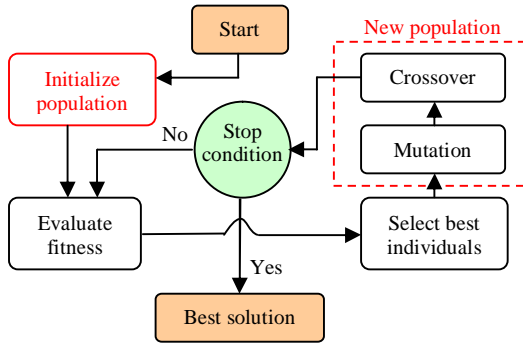 Start
New population
Initialize
population
Crossover
No
Stop
condition
Mutation
Evaluate
fitness
Select best
individuals
Yes
Best solution